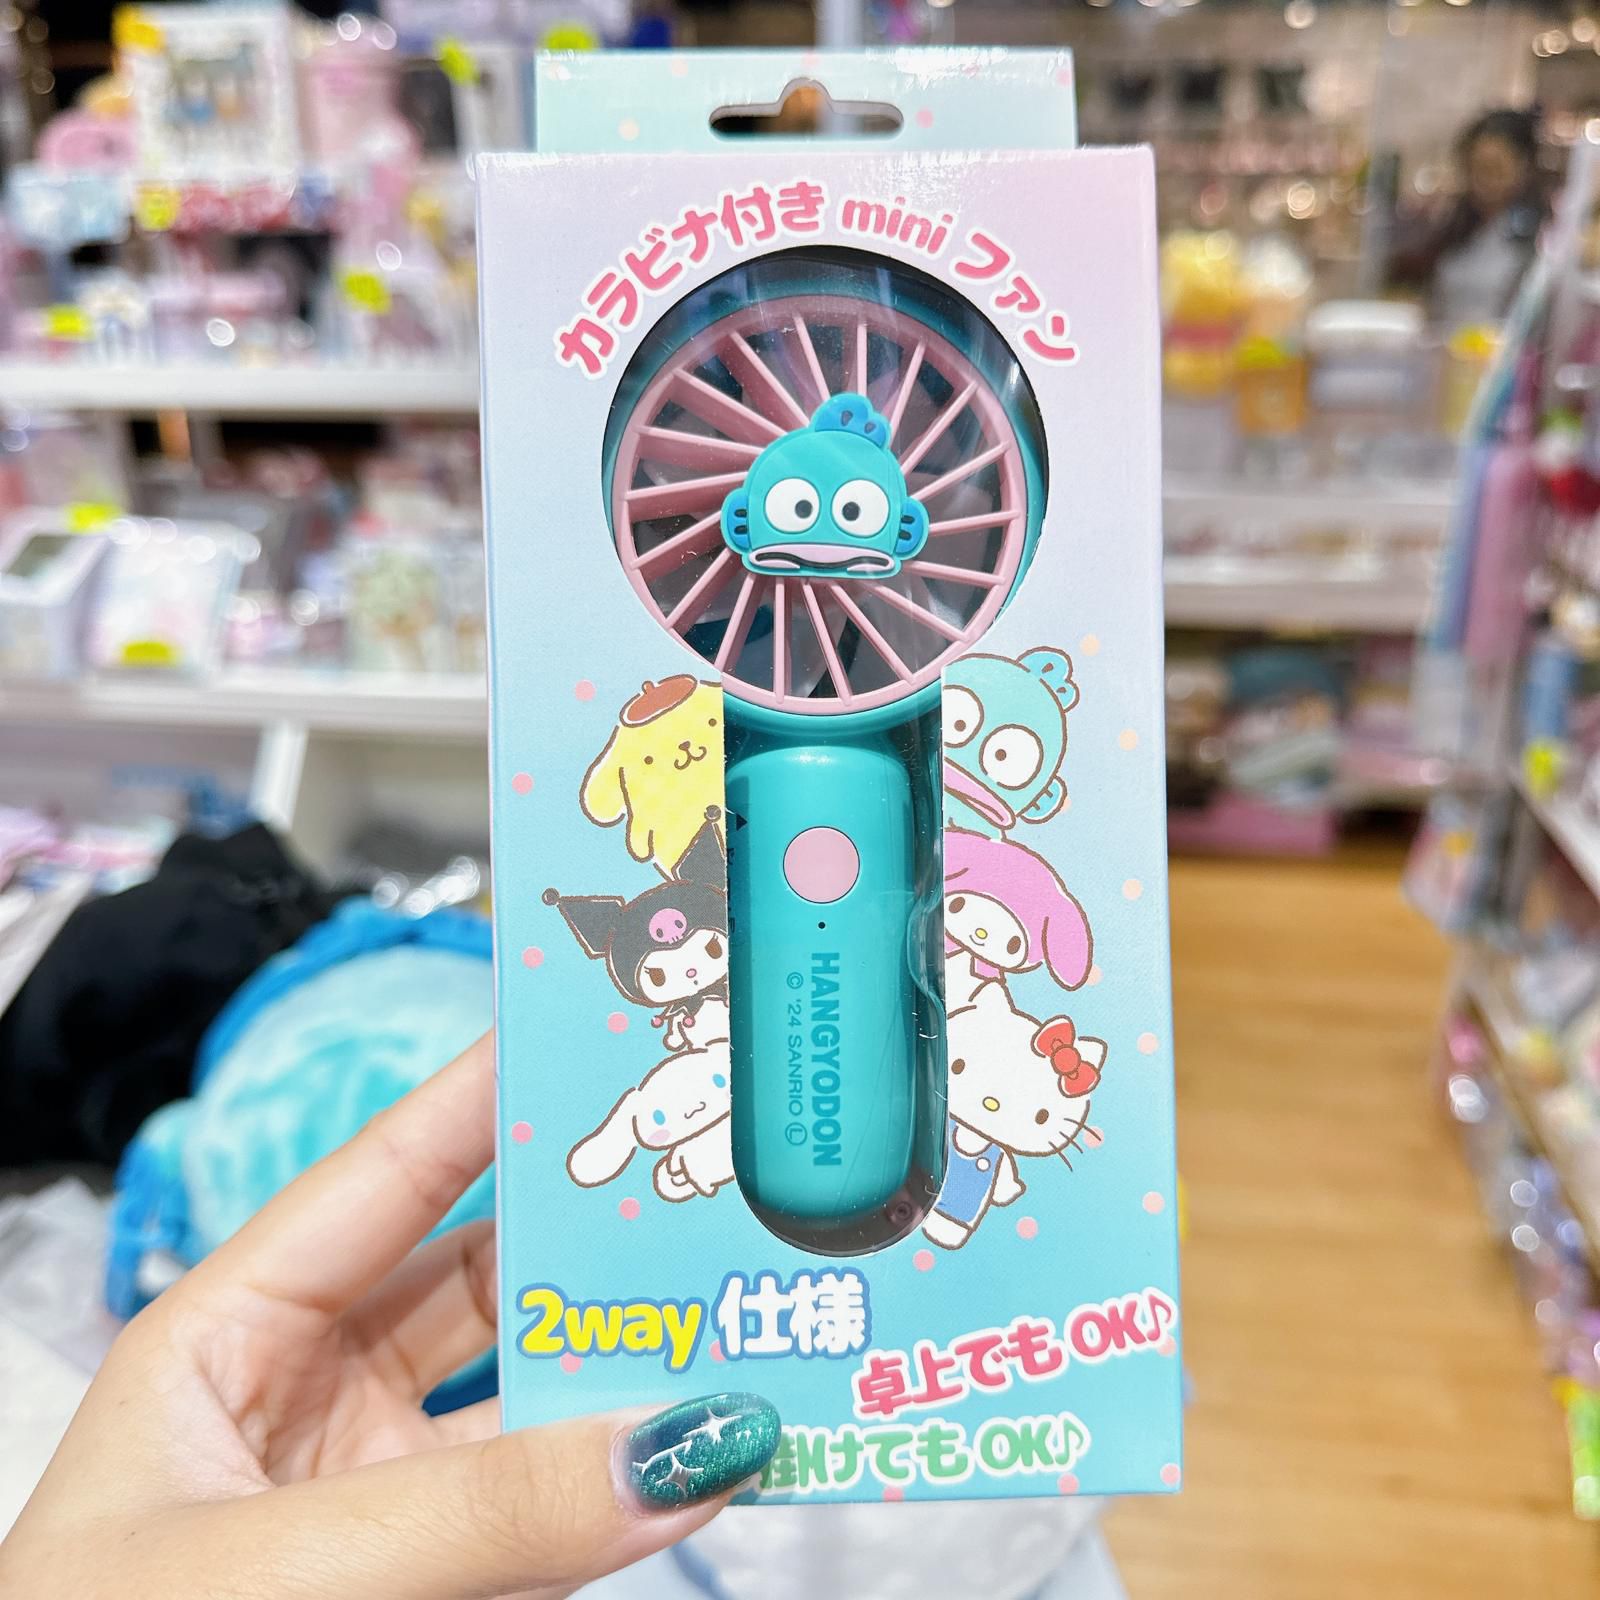 カラビナ付き mini ファン
HANGYODON
© '24 SANRIO Ⓛ
2way 仕様
卓上でも OK♪
掛けても OK♪